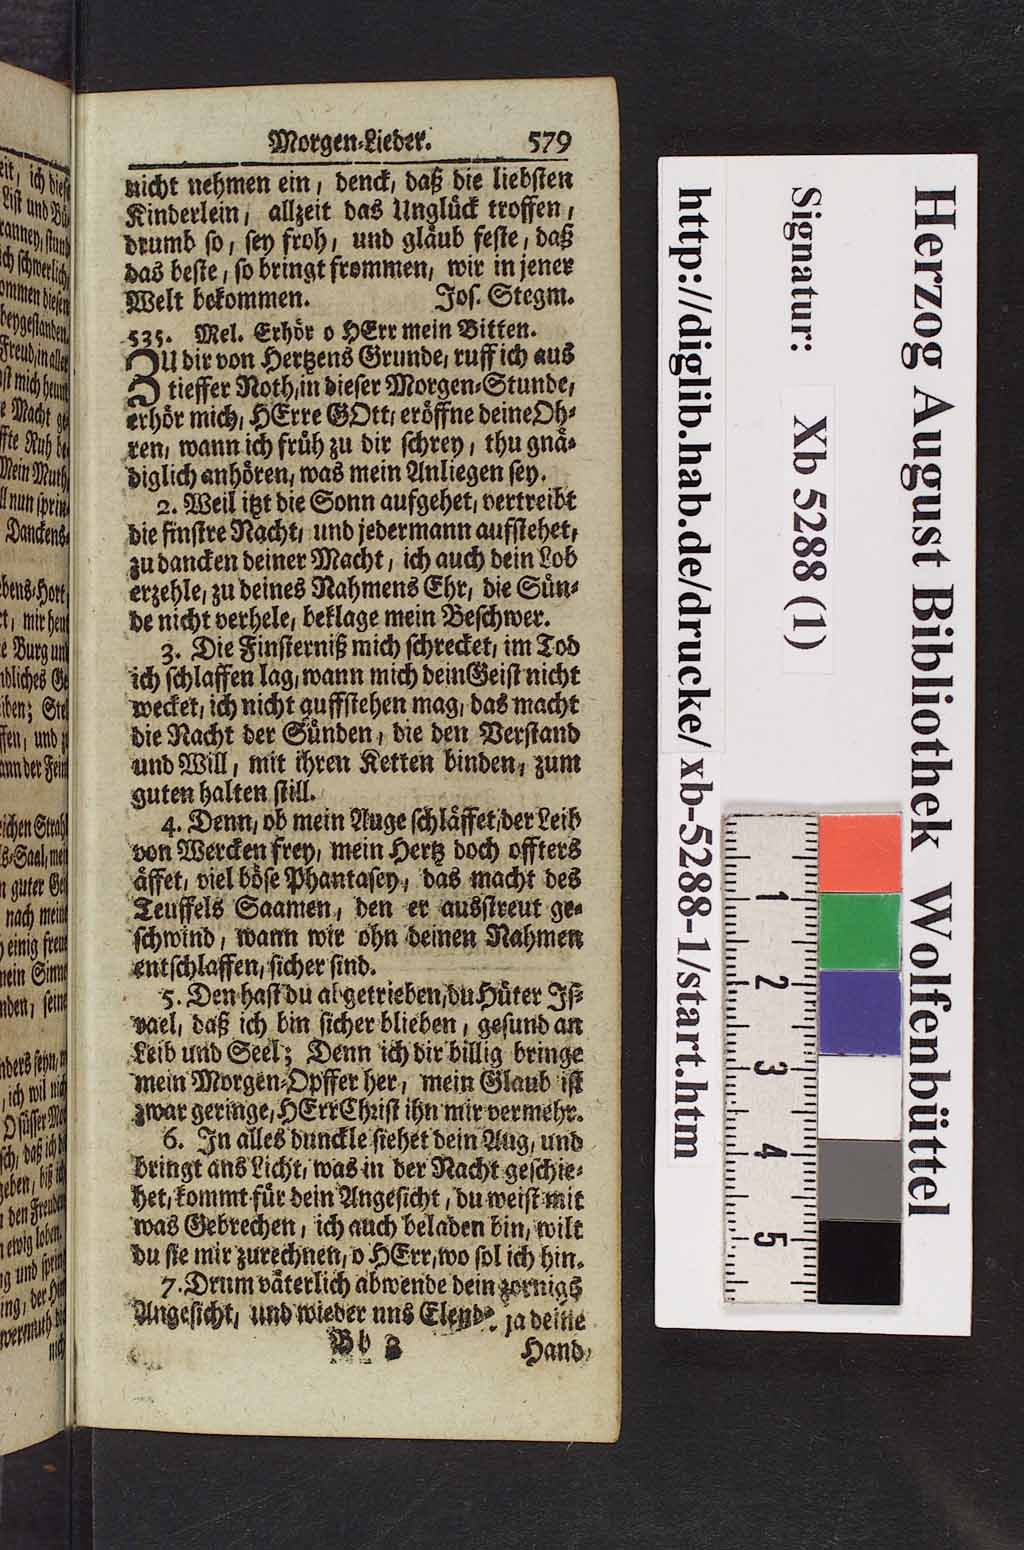 Morgen-Lieder. 579
nicht nehmen ein, denck, daß die liebsten
Kinderlein, allzeit das Unglück troffen,
drumb so, sey froh, und gläub feste, daß
das beste, so bringt frommen, wir in jener
Welt bekommen. Jos. Stegm.
535. Mel. Erhör o HErr mein Bitten.
ZU dir von Hertzens Grunde, ruff ich aus
tieffer Noth, in dieser Morgen-Stunde,
erhör mich, HErre GOtt, eröffne deine Oh-
ren, wann ich früh zu dir schrey, thu gnä-
diglich anhören, was mein Anliegen sey.
2. Weil itzt die Sonn aufgehet, vertreibt
die finstre Nacht, und jedermann aufstehet,
zu dancken deiner Macht, ich auch dein Lob
erzehle, zu deines Nahmens Ehr, die Sün-
de nicht verhele, beklage mein Beschwer.
3. Die Finsterniß mich schrecket, im Tod
ich schlaffen lag, wann mich dein Geist nicht
wecket, ich nicht auffstehen mag, das macht
die Nacht der Sünden, die den Verstand
und Will, mit ihren Ketten binden, zum
guten halten still.
4. Denn, ob mein Auge schläffet, der Leib
von Wercken frey, mein Hertz doch offters
äffet, viel böse Phantasey, das macht des
Teuffels Saamen, den er ausstreut ge-
schwind, wann wir ohn deinen Nahmen
entschlaffen, sicher sind.
5. Den hast du abgetrieben, du Hüter Is-
rael, daß ich bin sicher blieben, gesund an
Leib und Seel; Denn ich dir billig bringe
mein Morgen-Opffer her, mein Glaub ist
zwar geringe, HErr Christ ihn mir vermehr.
6. In alles dunckle siehet dein Aug, und
bringt ans Licht, was in der Nacht geschie-
het, kommt für dein Angesicht, du weist mit
was Gebrechen, ich auch beladen bin, wilt
du sie mir zurechnen, o HErr, wo sol ich hin.
7. Drum väterlich abwende dein zornigs
Angesicht, und wieder uns Elende ja deine
Bb 3 Hand
Herzog August Bibliothek Wolfenbüttel
Signatur: Xb 5288 (1)
http://diglib.hab.de/drucke/ xb-5288-1/start.htm
1
2
3
4
5